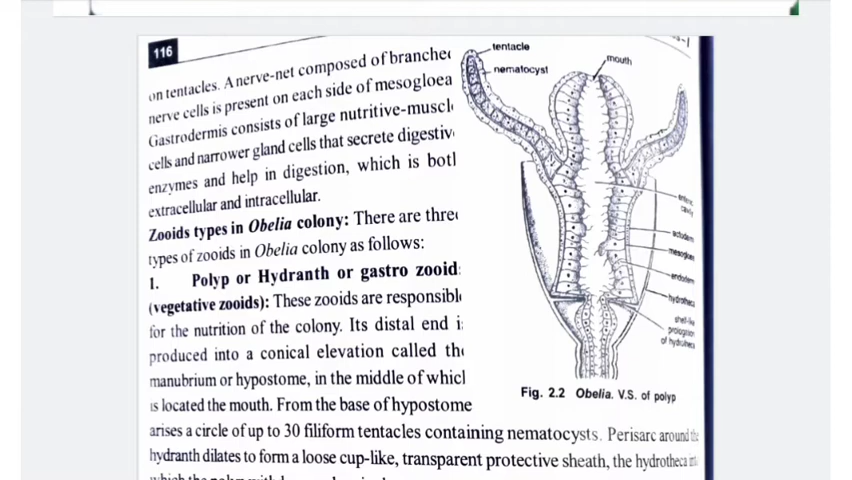 116
on tentacles. A nerve-net composed of branche
nerve cells is present on each side of mesogloea
Gastrodermis consists of large nutritive-muscl
cells and narrower gland cells that secrete digestiv
enzymes and help in digestion, which is botl
extracellular and intracellular.
Zooids types in Obelia colony: There are thre
types of zooids in Obelia colony as follows:
1. Polyp or Hydranth or gastro zooid
(vegetative zooids): These zooids are responsibl
for the nutrition of the colony. Its distal end i
produced into a conical elevation called th
manubrium or hypostome, in the middle of whicl
is located the mouth. From the base of hypostome
arises a circle of up to 30 filiform tentacles containing nematocysts. Perisarc around the
hydranth dilates to form a loose cup-like, transparent protective sheath, the hydrotheca
tentacle
nematocyst
mouth
ectoderm
mesogloea
endoderm
hydrotheca
shelf-like
of hydrotheca
Fig. 2.2 Obelia. V.S. of polyp